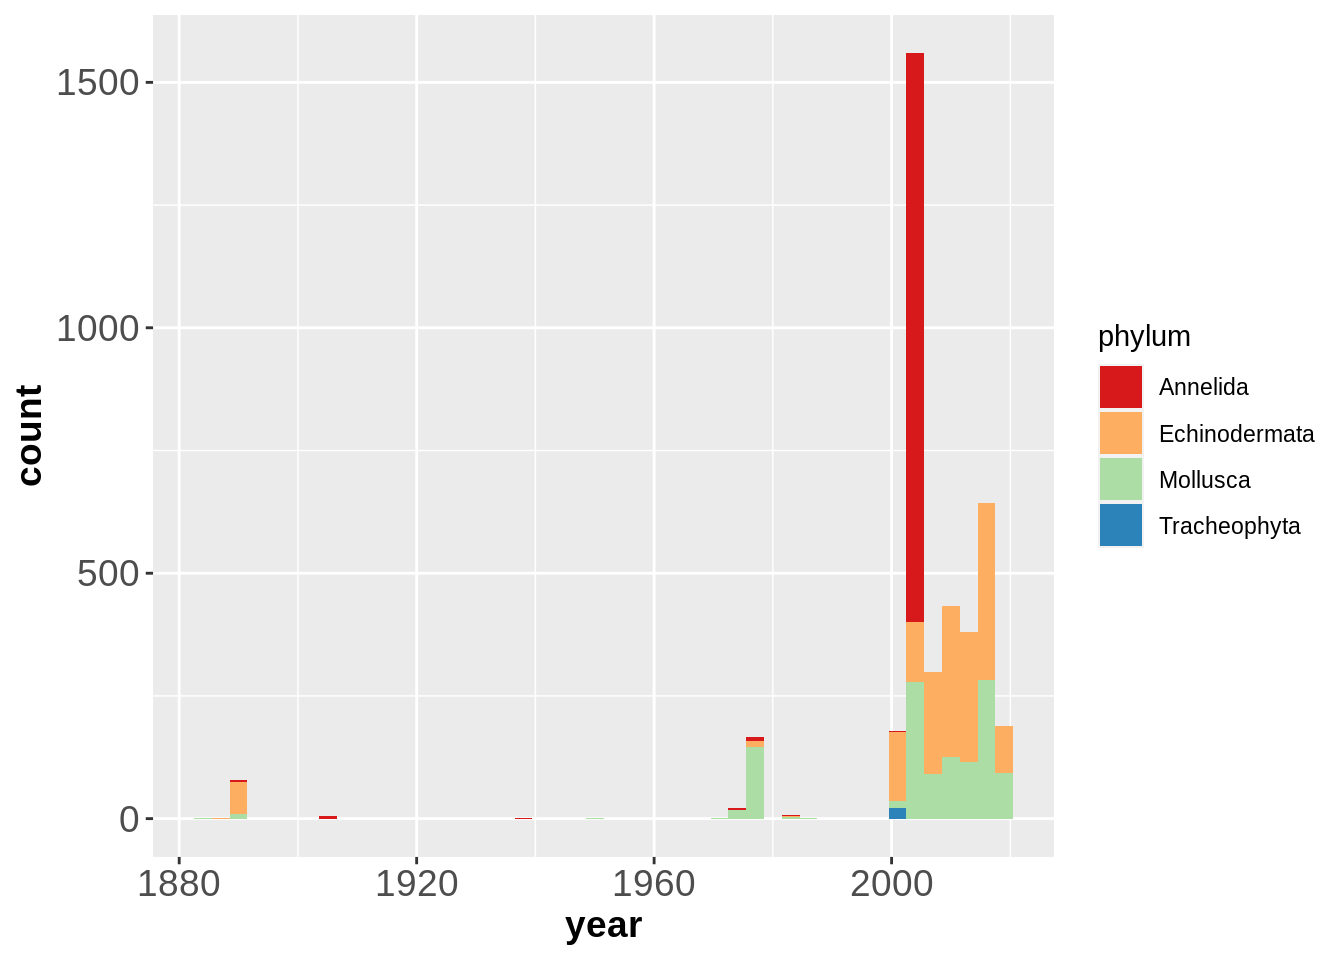 1500
1000
500
0
count
1880
1920
1960
2000
year
phylum
Annelida
Echinodermata
Mollusca
Tracheophyta